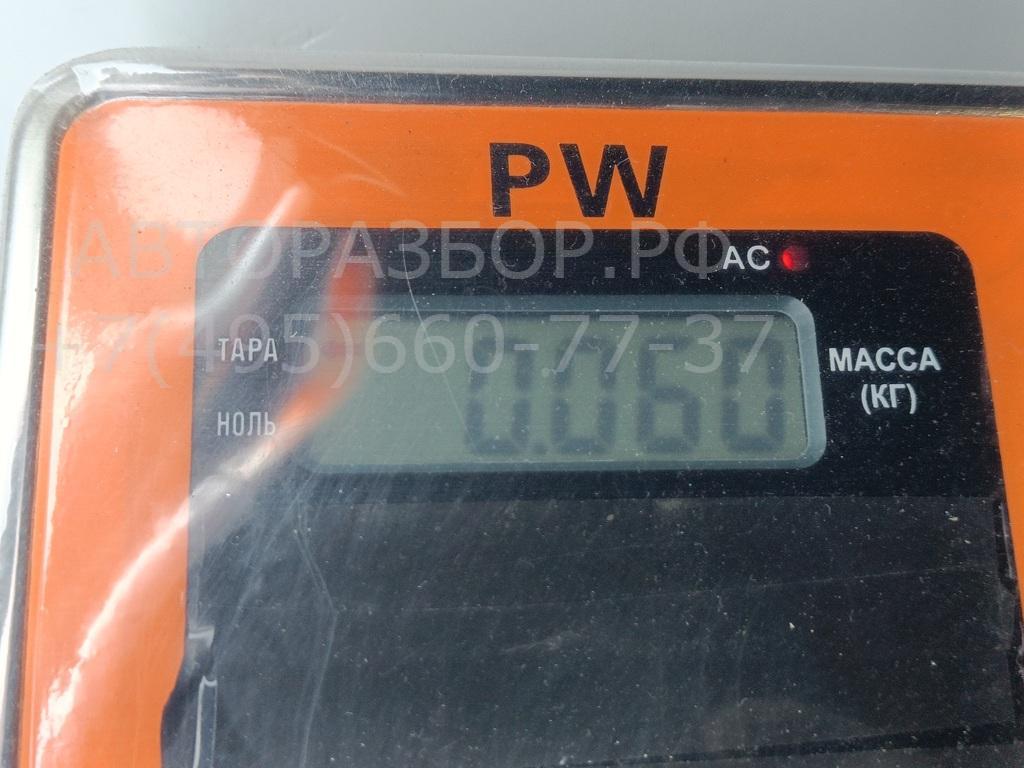 PW
АВТОРАЗБОР.РФ
AC
+7(495)660-77-37
ТАРА
0.060
МАССА
(КГ)
НОЛЬ